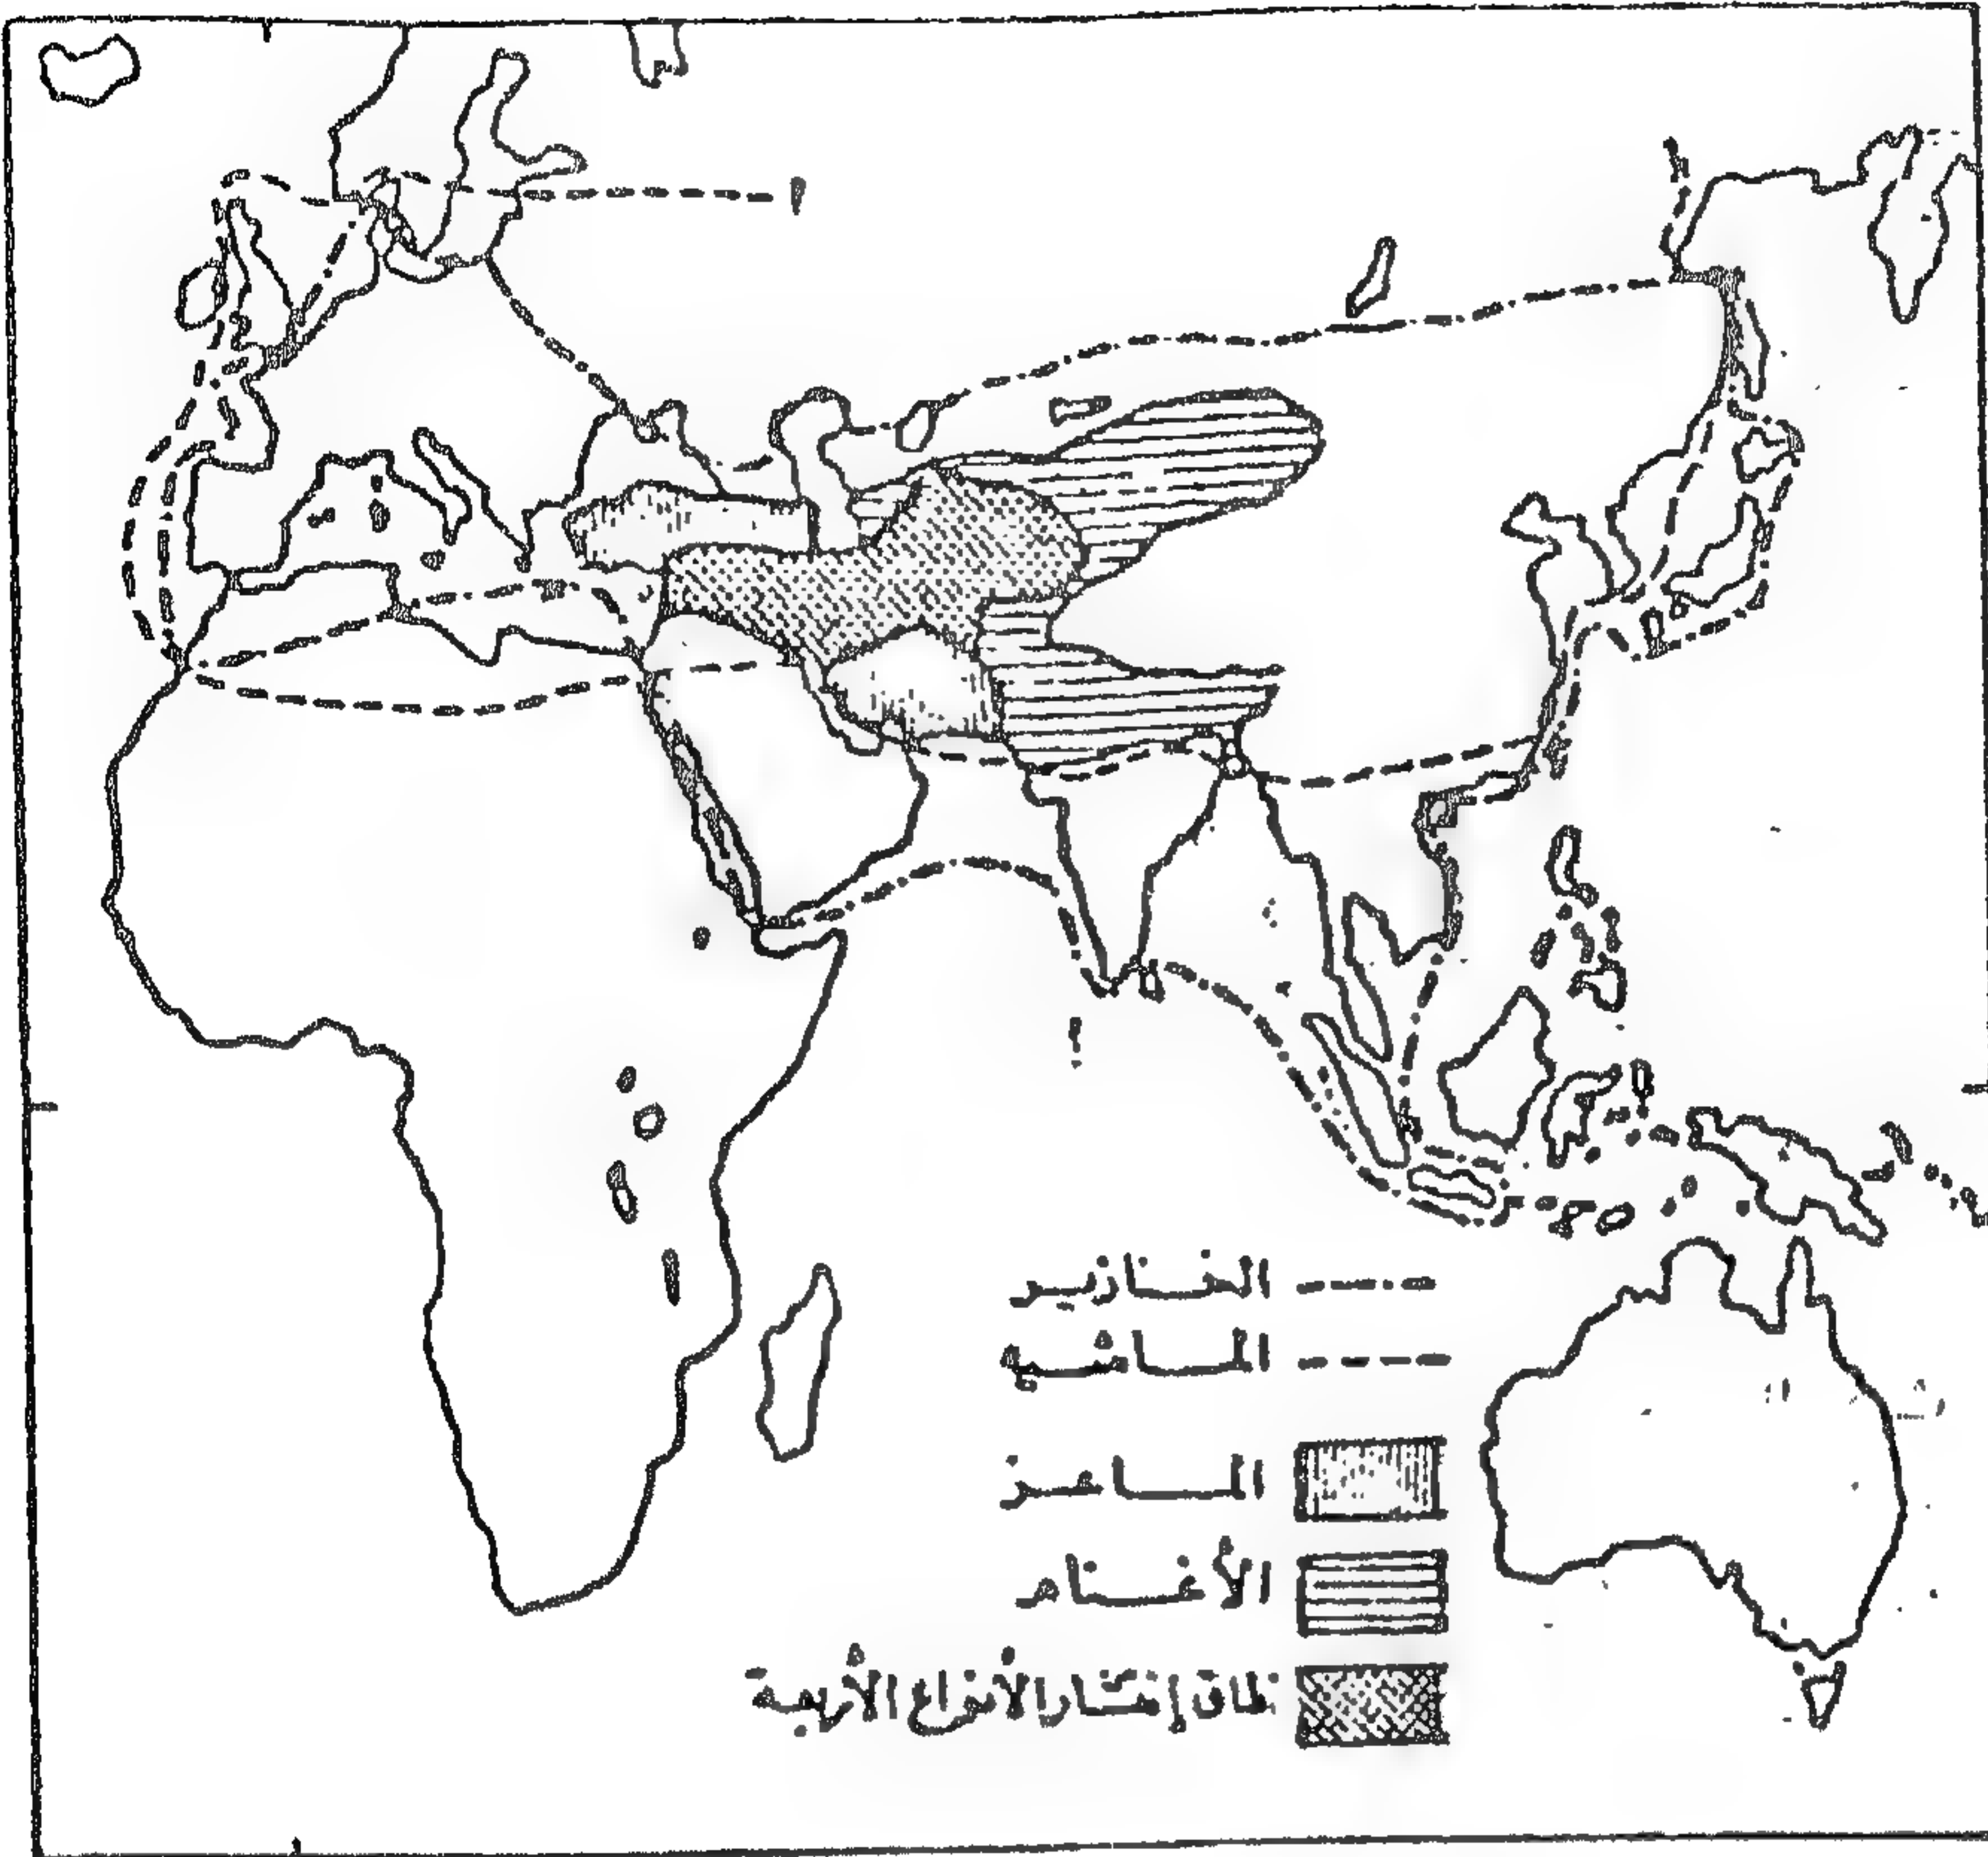 الخنازير
الماشية
الماعز
الأغنام
نطاق إنتشار الأنواع الأربعة